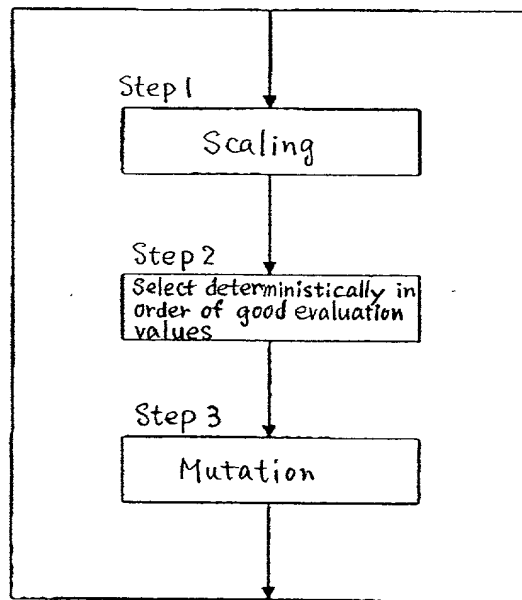 Step 1
Scaling
Step 2
Select deterministically in
order of good evaluation
values
Step 3
Mutation